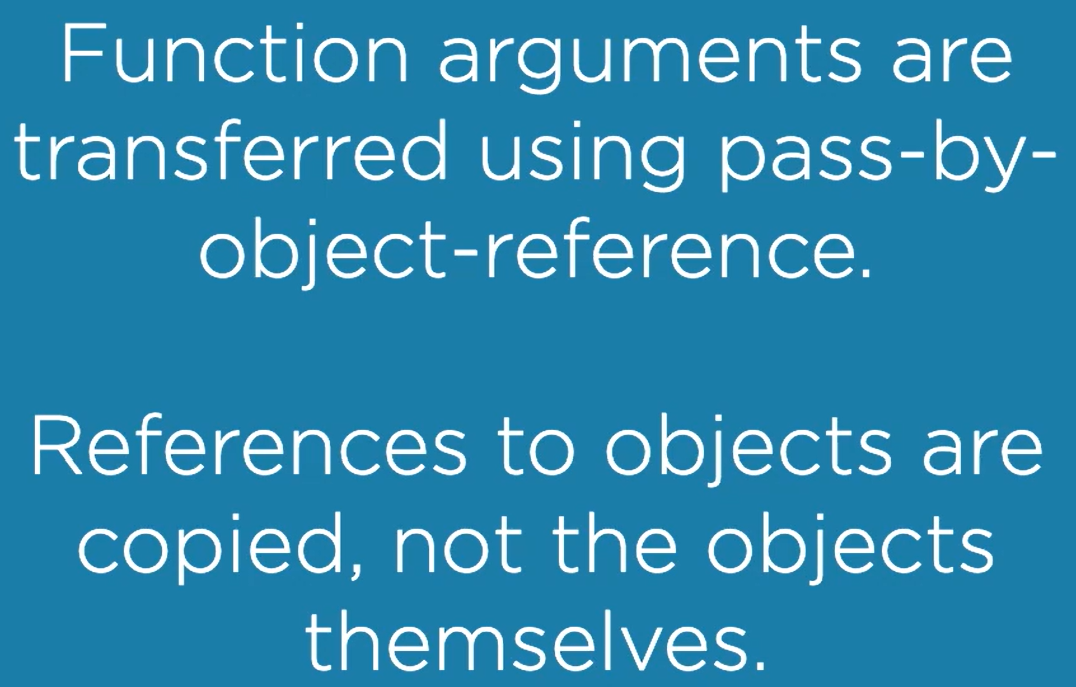 Function arguments are
transferred using pass-by-
object-reference.
References to objects are
copied, not the objects
themselves.